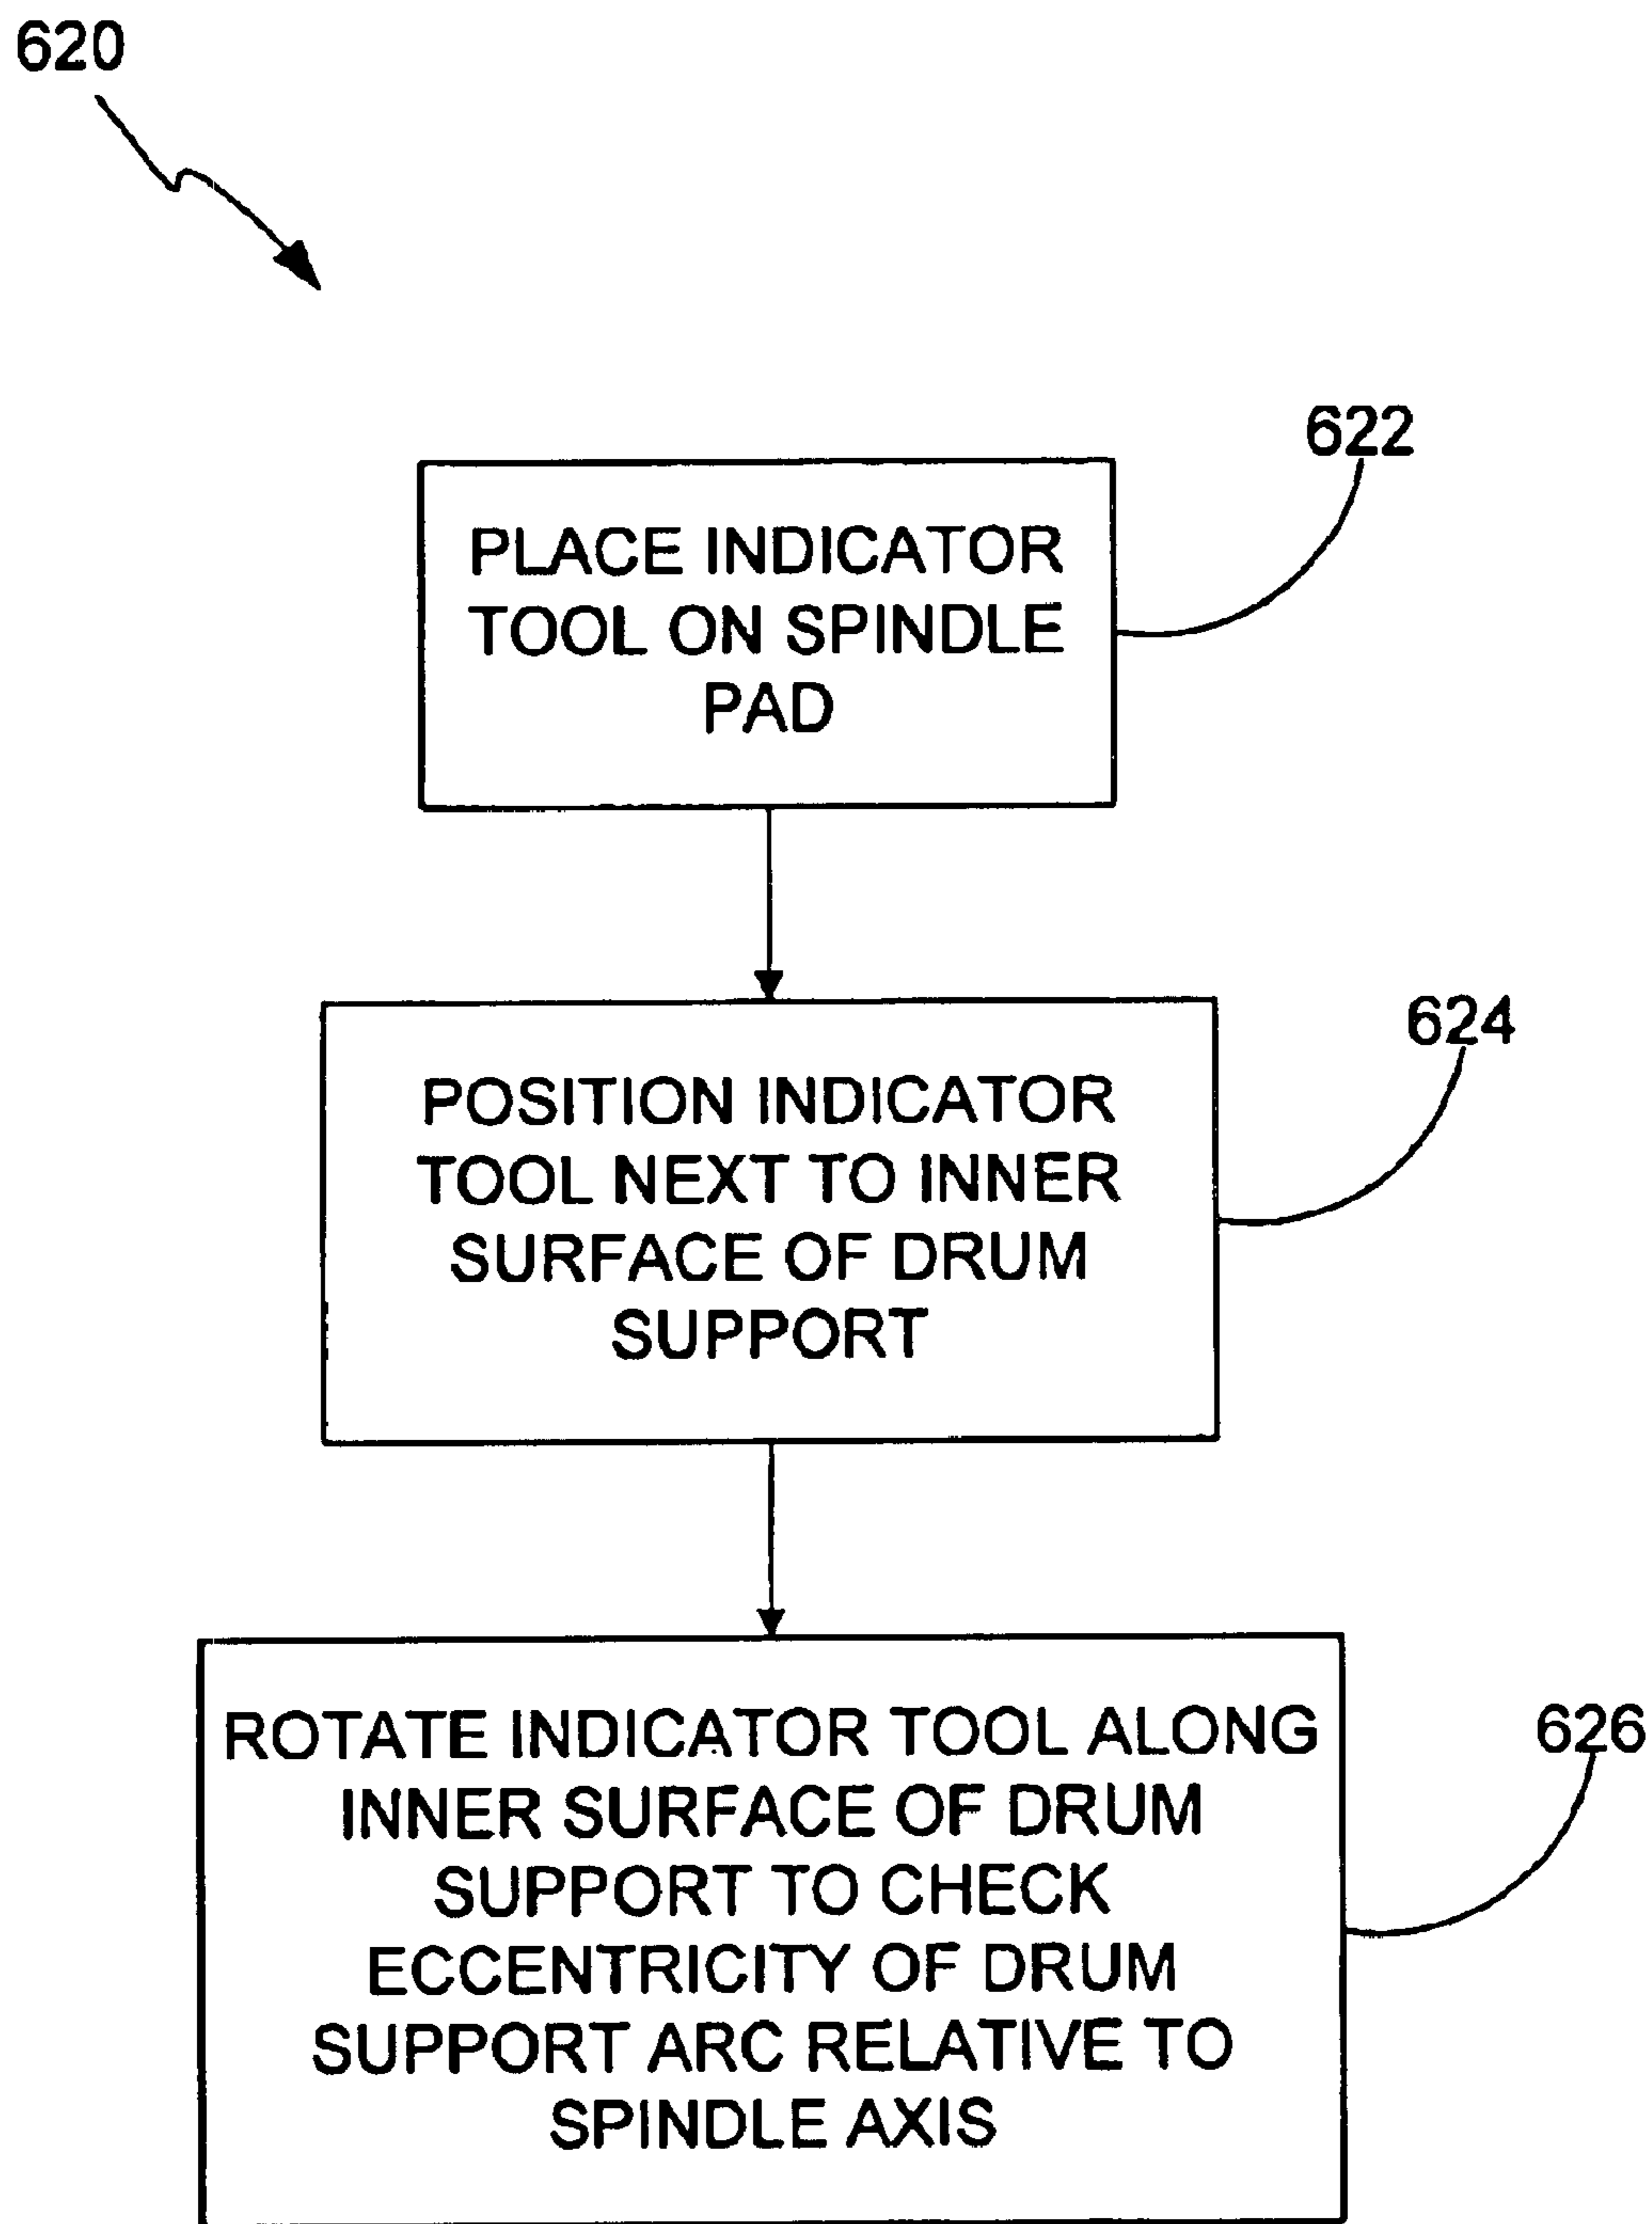 620
622
PLACE INDICATOR
TOOL ON SPINDLE
PAD
624
POSITION INDICATOR
TOOL NEXT TO INNER
SURFACE OF DRUM
SUPPORT
626
ROTATE INDICATOR TOOL ALONG
INNER SURFACE OF DRUM
SUPPORT TO CHECK
ECCENTRICITY OF DRUM
SUPPORT ARC RELATIVE TO
SPINDLE AXIS